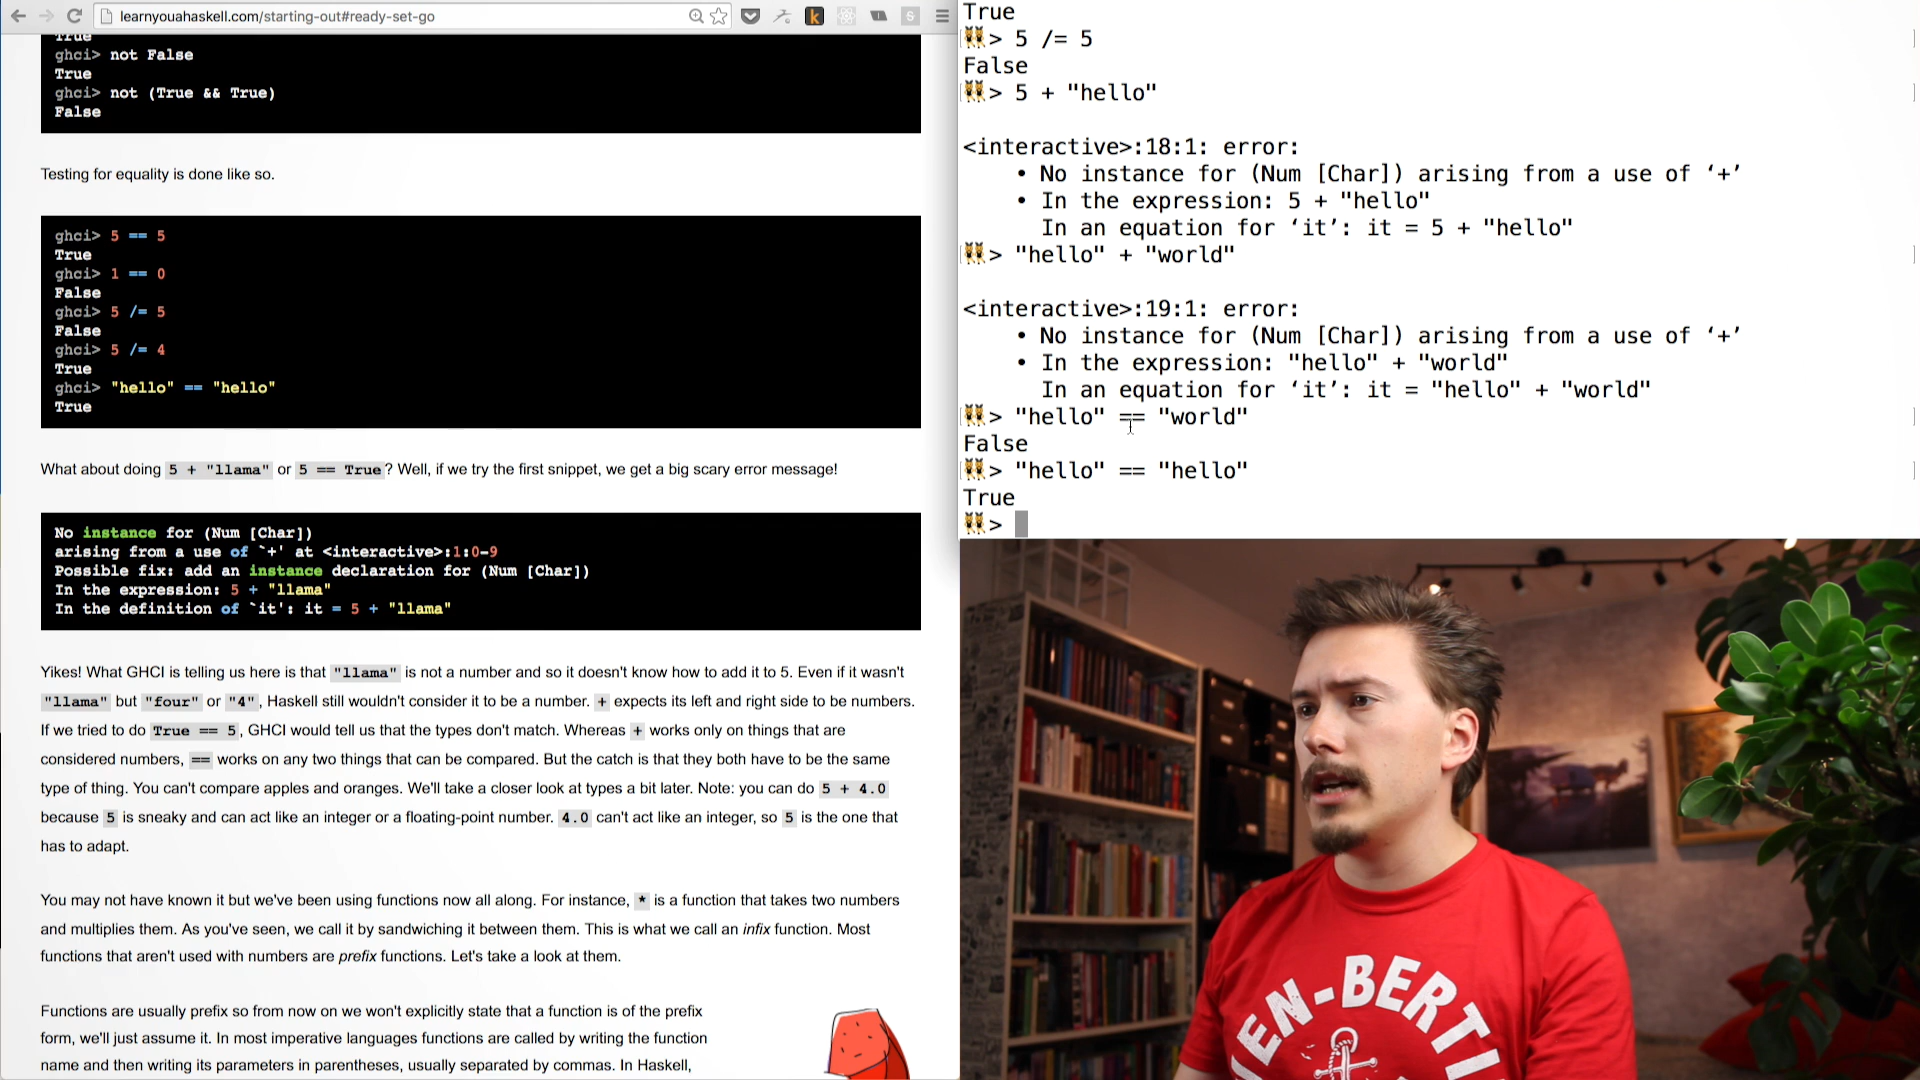 learnyouahaskell.com/starting-out#ready-set-go
True
ghci> not False
True
ghci> not (True && True)
False
Testing for equality is done like so.
ghci> 5 == 5
True
ghci> 1 == 0
False
ghci> 5 /= 5
False
ghci> 5 /= 4
True
ghci> "hello" == "hello"
True
What about doing 5 + "llama" or 5 == True? Well, if we try the first snippet, we get a big scary error message!
No instance for (Num [Char])
arising from a use of `+' at <interactive>:1:0-9
Possible fix: add an instance declaration for (Num [Char])
In the expression: 5 + "llama"
In the definition of `it': it = 5 + "llama"
Yikes! What GHCI is telling us here is that "llama" is not a number and so it doesn't know how to add it to 5. Even if it wasn't
"llama" but "four" or "4", Haskell still wouldn't consider it to be a number. + expects its left and right side to be numbers.
If we tried to do True == 5, GHCI would tell us that the types don't match. Whereas + works only on things that are
considered numbers, == works on any two things that can be compared. But the catch is that they both have to be the same
type of thing. You can't compare apples and oranges. We'll take a closer look at types a bit later. Note: you can do 5 + 4.0
because 5 is sneaky and can act like an integer or a floating-point number. 4.0 can't act like an integer, so 5 is the one that
has to adapt.
You may not have known it but we've been using functions now all along. For instance, * is a function that takes two numbers
and multiplies them. As you've seen, we call it by sandwiching it between them. This is what we call an infix function. Most
functions that aren't used with numbers are prefix functions. Let's take a look at them.
Functions are usually prefix so from now on we won't explicitly state that a function is of the prefix
form, we'll just assume it. In most imperative languages functions are called by writing the function
name and then writing its parameters in parentheses, usually separated by commas. In Haskell,
True
👯> 5 /= 5
False
👯> 5 + "hello"
<interactive>:18:1: error:
• No instance for (Num [Char]) arising from a use of ‘+’
• In the expression: 5 + "hello"
In an equation for ‘it’: it = 5 + "hello"
👯> "hello" + "world"
<interactive>:19:1: error:
• No instance for (Num [Char]) arising from a use of ‘+’
• In the expression: "hello" + "world"
In an equation for ‘it’: it = "hello" + "world"
👯> "hello" == "world"
False
👯> "hello" == "hello"
True
👯>